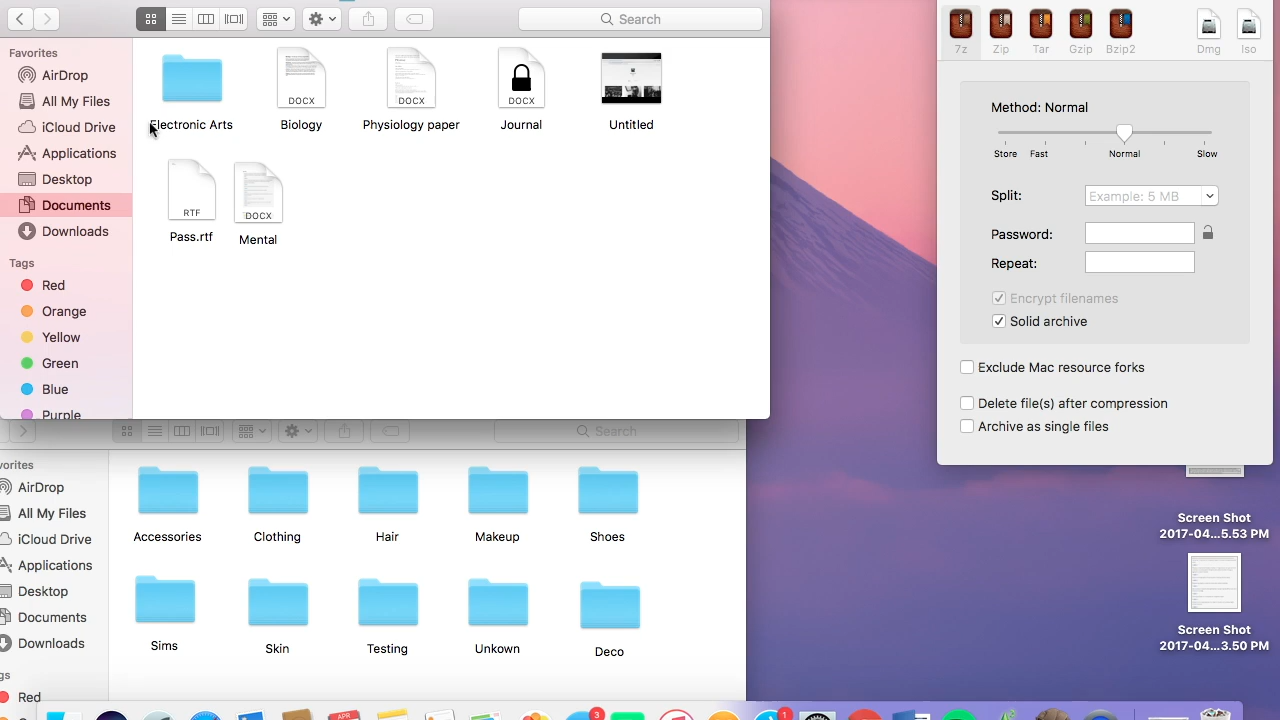 Search
Favorites
AirDrop
All My Files
iCloud Drive
Applications
Desktop
Documents
Downloads
Tags
Red
Orange
Yellow
Green
Blue
Purple
Electronic Arts
DOCX
Biology
DOCX
Physiology paper
DOCX
Journal
Untitled
RTF
Pass.rtf
DOCX
Mental
Search
vorites
AirDrop
All My Files
iCloud Drive
Applications
Desktop
Documents
Downloads
gs
Red
Accessories
Clothing
Hair
Makeup
Shoes
Sims
Skin
Testing
Unkown
Deco
7z
Zip
Tar
Gzip
Bzip2
Dmg
Iso
Method: Normal
Store
Fast
Normal
Slow
Split:
Example: 5 MB
Password:
Repeat:
Encrypt filenames
Solid archive
Exclude Mac resource forks
Delete file(s) after compression
Archive as single files
Screen Shot
2017-04...5.53 PM
Screen Shot
2017-04...3.50 PM
APR
3
1